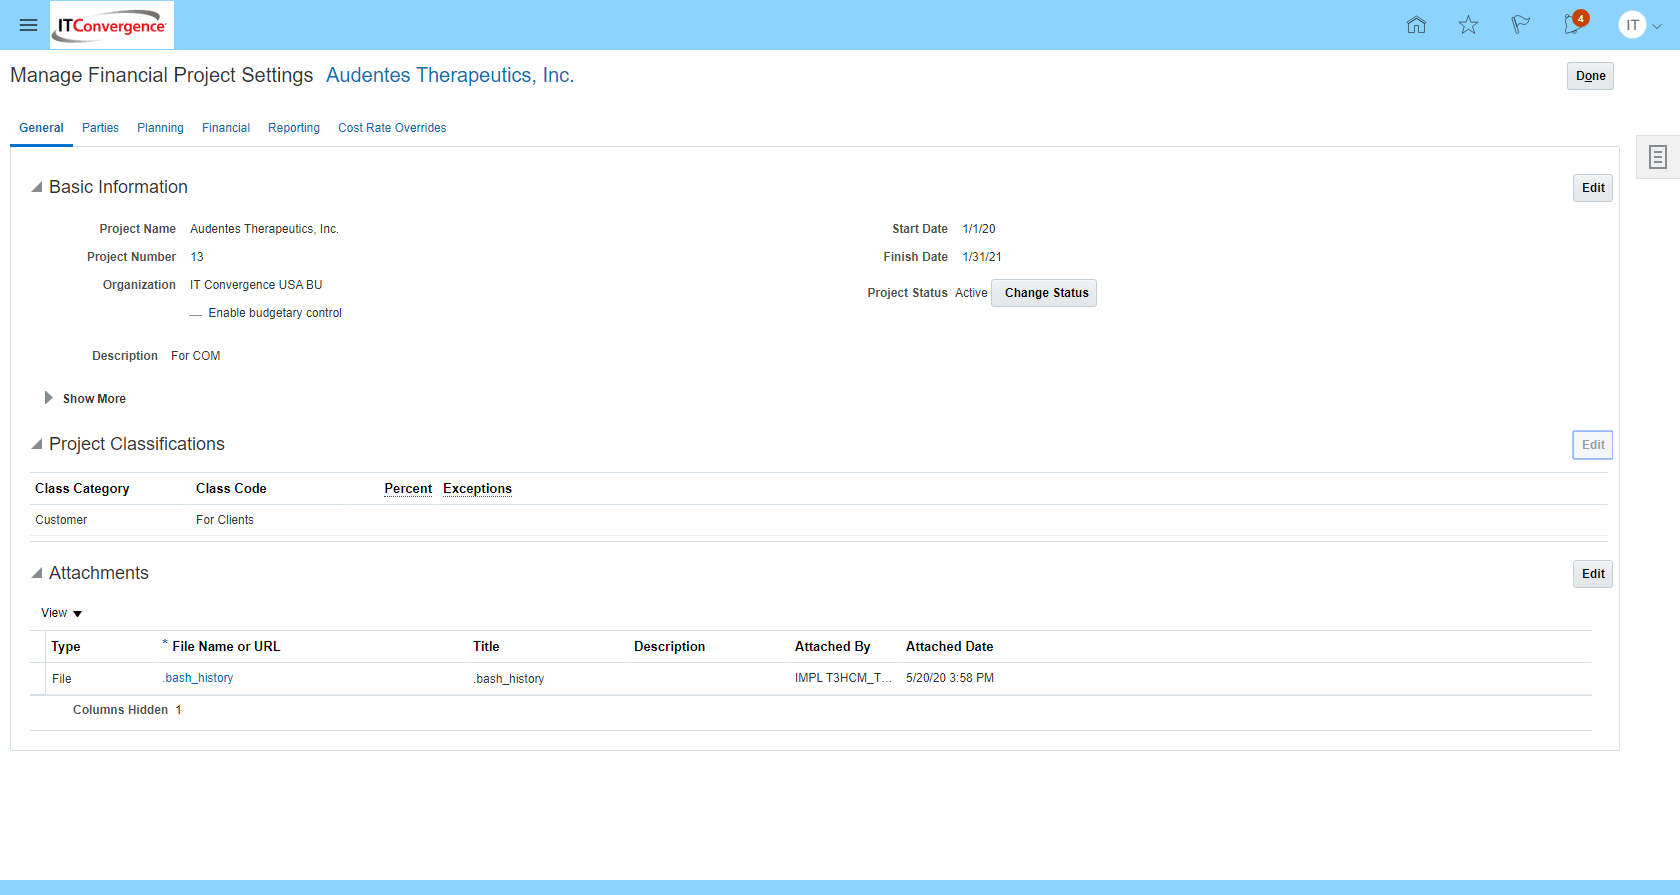 ITConvergence
4
IT
Manage Financial Project Settings Audentes Therapeutics, Inc.
Done
General Parties Planning Financial Reporting Cost Rate Overrides
Basic Information
Edit
Project Name Audentes Therapeutics, Inc.
Start Date 1/1/20
Project Number 13
Finish Date 1/31/21
Organization IT Convergence USA BU
Project Status Active Change Status
Enable budgetary control
Description For COM
Show More
Project Classifications
Edit
Class Category Class Code Percent Exceptions
Customer For Clients
Attachments
Edit
View
Type * File Name or URL Title Description Attached By Attached Date
File .bash_history .bash_history IMPL T3HCM_T... 5/20/20 3:58 PM
Columns Hidden 1